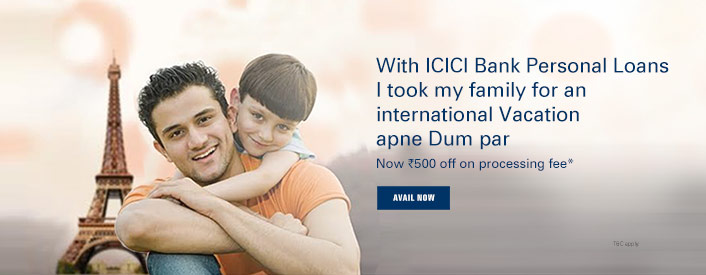 With ICICI Bank Personal Loans
I took my family for an
international Vacation
apne Dum par
Now ₹500 off on processing fee*
AVAIL NOW
T&C apply